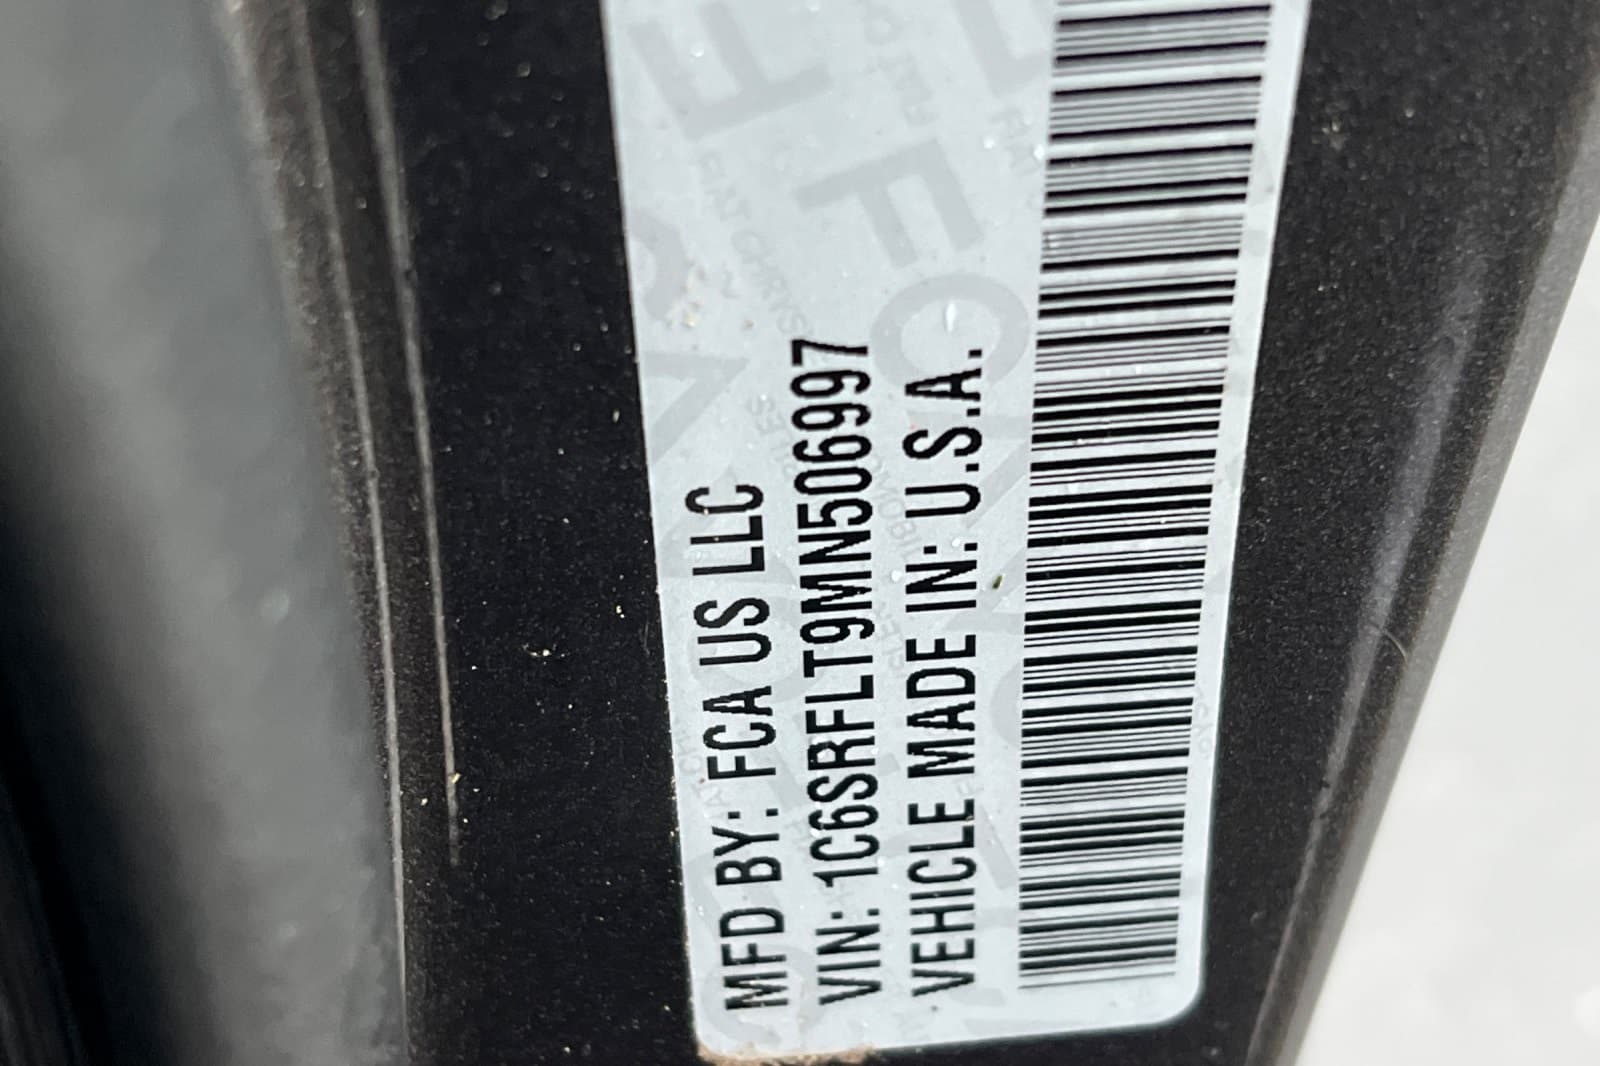 MFD BY: FCA US LLC
VIN: 1C6SRFLT9MN506997
VEHICLE MADE IN: U.S.A.